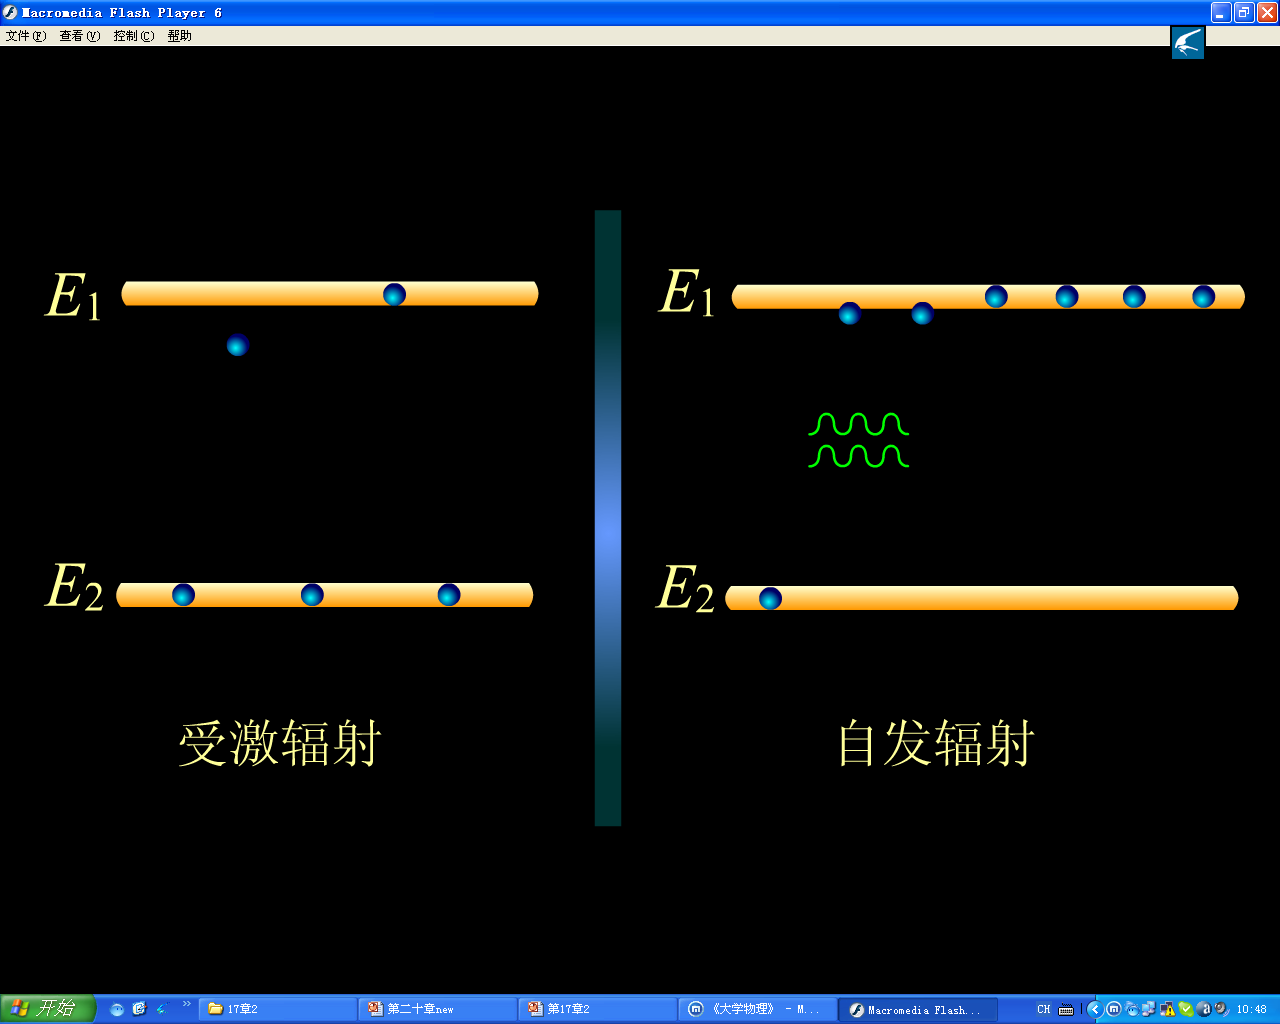 Macromedia Flash Player 6
文件(F) 查看(V) 控制(C) 帮助
E1
E1
E2
E2
受激辐射
自发辐射
开始
17章2
第二十章new
第17章2
《大学物理》 - M...
Macromedia Flash...
CH
10:48